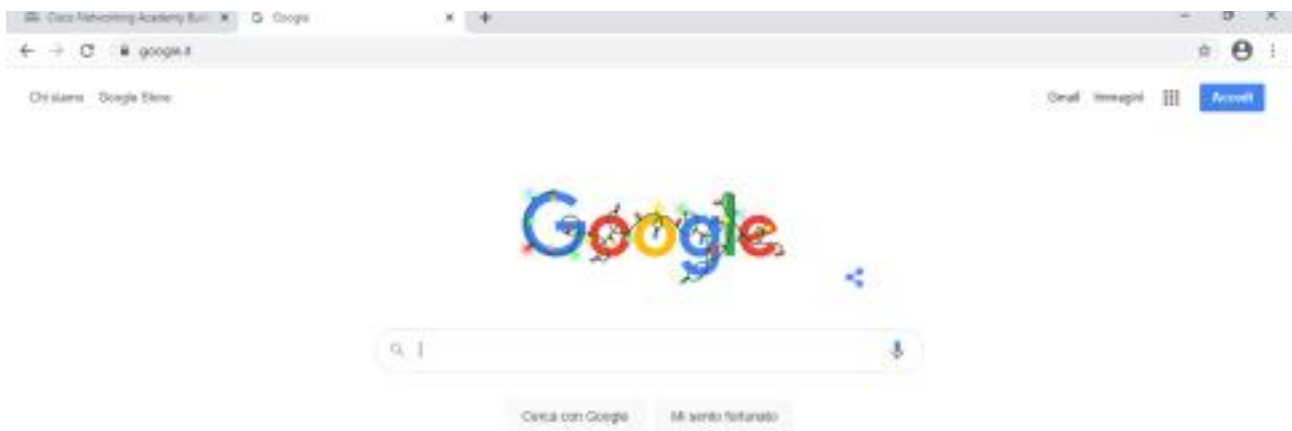 Cisco Networking Academy Buil
Google
google.it
Chi siamo Google Store
Gmail Immagini Accedi
Google
Cerca con Google Mi sento fortunato